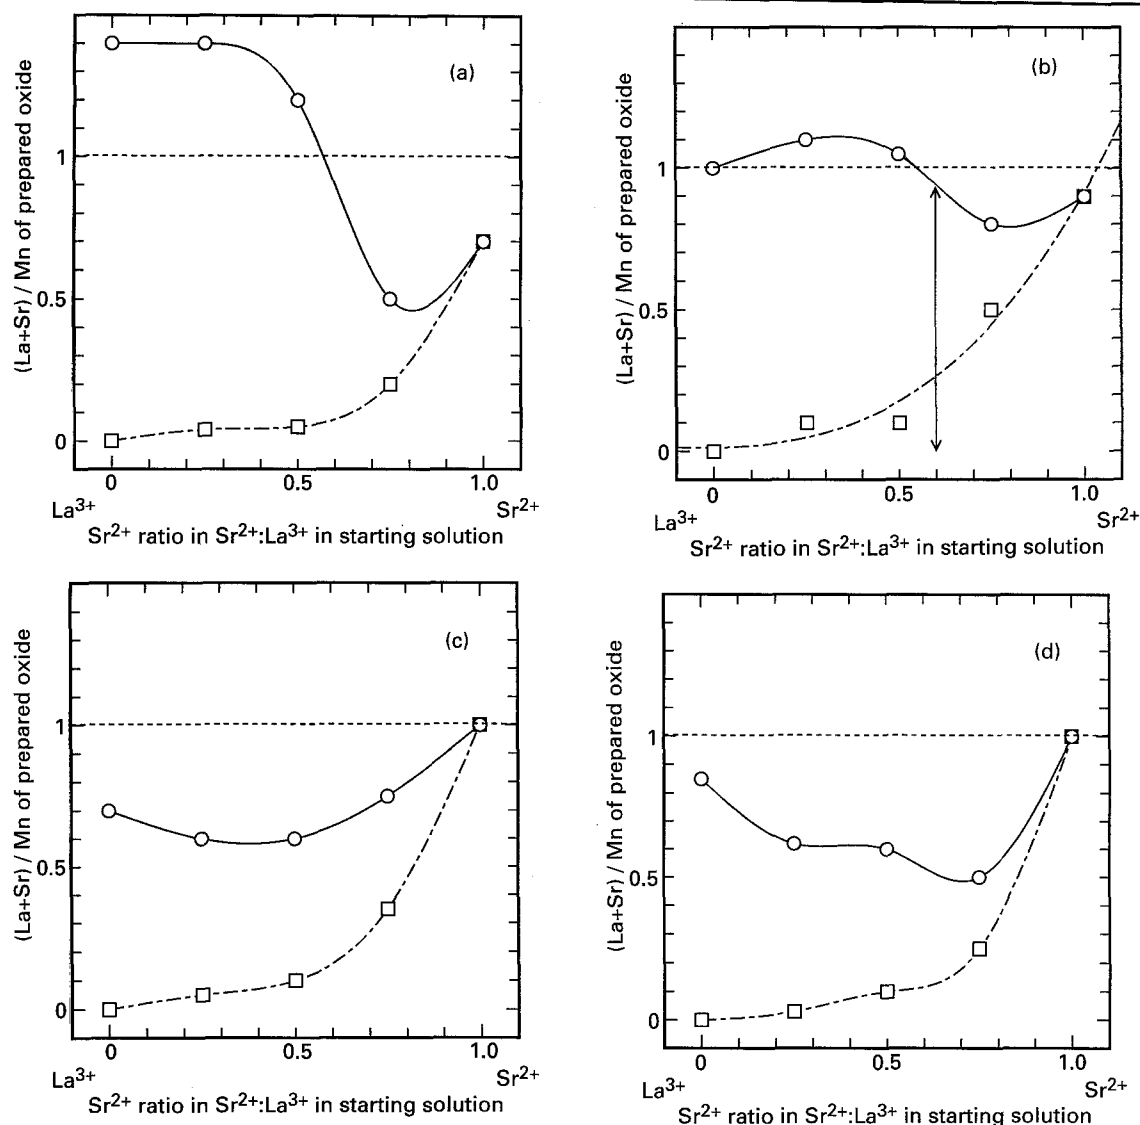 (a)
(La+Sr) / Mn of prepared oxide
1
0.5
0
0
0.5
1.0
La³⁺
Sr²⁺
Sr²⁺ ratio in Sr²⁺:La³⁺ in starting solution
(b)
(La+Sr) / Mn of prepared oxide
1
0.5
0
0
0.5
1.0
La³⁺
Sr²⁺
Sr²⁺ ratio in Sr²⁺:La³⁺ in starting solution
(c)
(La+Sr) / Mn of prepared oxide
1
0.5
0
0
0.5
1.0
La³⁺
Sr²⁺
Sr²⁺ ratio in Sr²⁺:La³⁺ in starting solution
(d)
(La+Sr) / Mn of prepared oxide
1
0.5
0
0
0.5
1.0
La³⁺
Sr²⁺
Sr²⁺ ratio in Sr²⁺:La³⁺ in starting solution